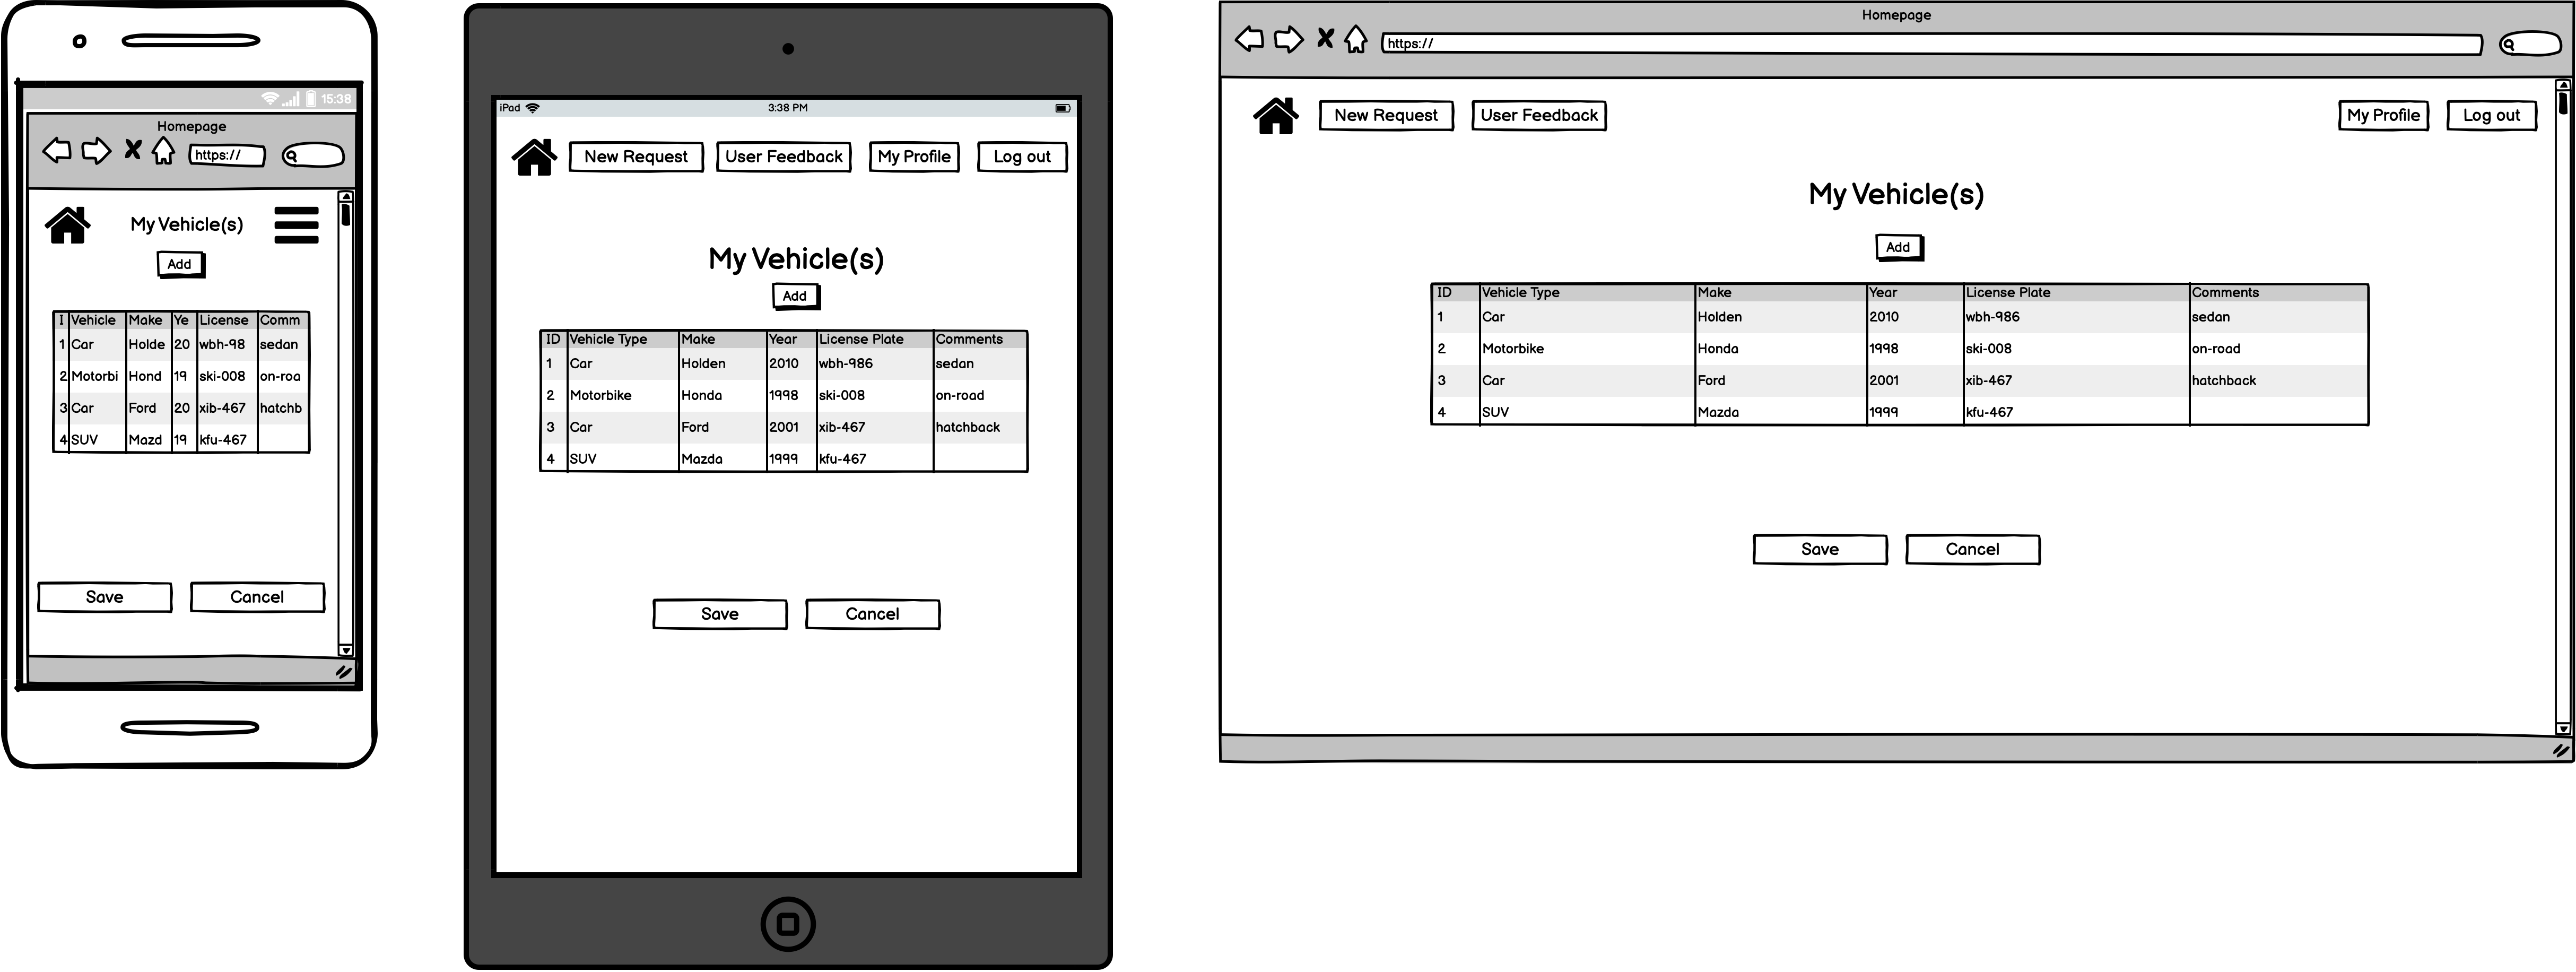 15:38
Homepage
https://
My Vehicle(s)
Add
I Vehicle Make Ye License Comm
1 Car Holde 20 wbh-98 sedan
2 Motorbi Hond 19 ski-008 on-roa
3 Car Ford 20 xib-467 hatchb
4 SUV Mazd 19 kfu-467
Save Cancel
iPad 3:38 PM
New Request User Feedback My Profile Log out
My Vehicle(s)
Add
ID Vehicle Type Make Year License Plate Comments
1 Car Holden 2010 wbh-986 sedan
2 Motorbike Honda 1998 ski-008 on-road
3 Car Ford 2001 xib-467 hatchback
4 SUV Mazda 1999 kfu-467
Save Cancel
Homepage
https://
New Request User Feedback My Profile Log out
My Vehicle(s)
Add
ID Vehicle Type Make Year License Plate Comments
1 Car Holden 2010 wbh-986 sedan
2 Motorbike Honda 1998 ski-008 on-road
3 Car Ford 2001 xib-467 hatchback
4 SUV Mazda 1999 kfu-467
Save Cancel